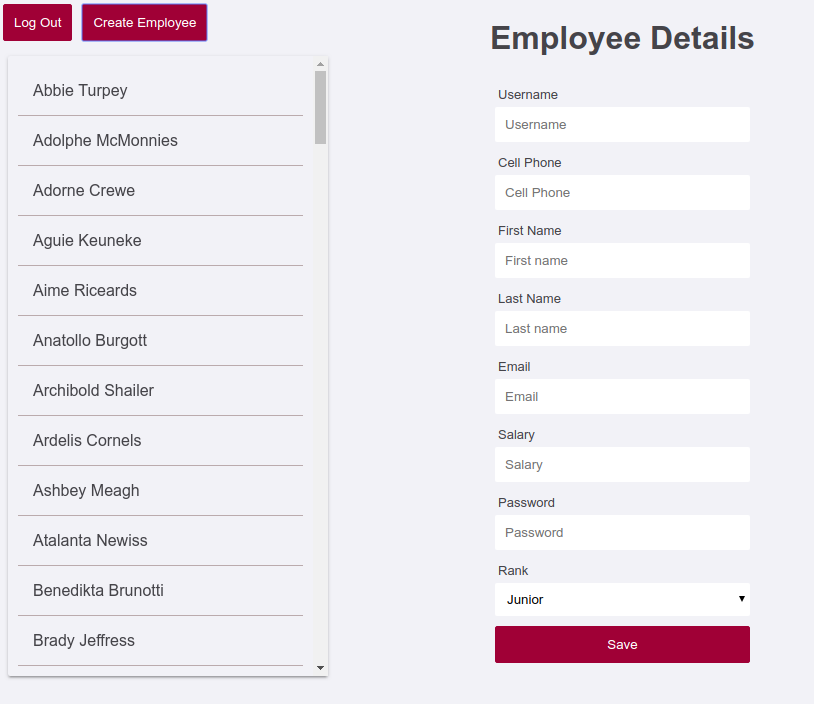 Log Out
Create Employee
Abbie Turpey
Adolphe McMonnies
Adorne Crewe
Aguie Keuneke
Aime Riceards
Anatollo Burgott
Archibold Shailer
Ardelis Cornels
Ashbey Meagh
Atalanta Newiss
Benedikta Brunotti
Brady Jeffress
Employee Details
Username
Username
Cell Phone
Cell Phone
First Name
First name
Last Name
Last name
Email
Email
Salary
Salary
Password
Password
Rank
Junior
Save